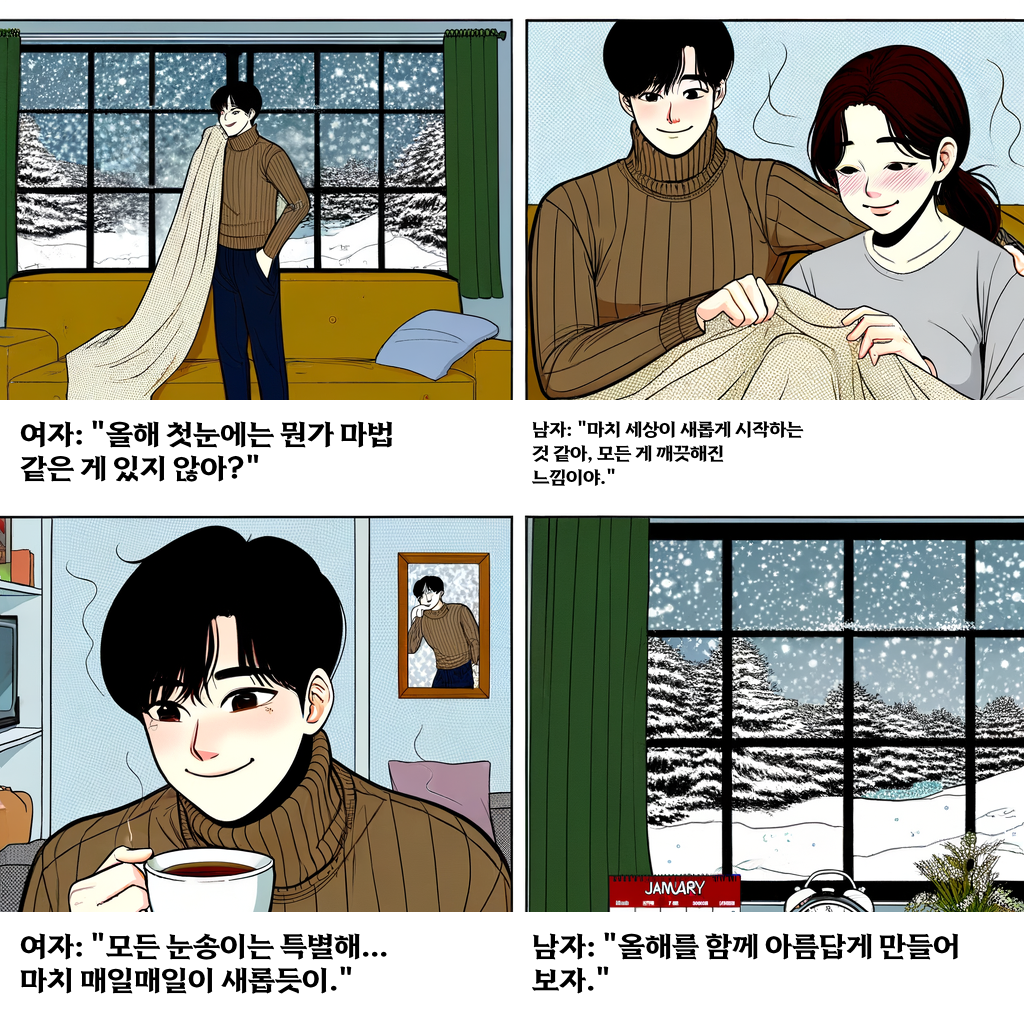 여자: "올해 첫눈에는 뭔가 마법
같은 게 있지 않아?"
남자: "마치 세상이 새롭게 시작하는
것 같아, 모든 게 깨끗해진
느낌이야."
여자: "모든 눈송이는 특별해...
마치 매일매일이 새롭듯이."
JANUARY
남자: "올해를 함께 아름답게 만들어
보자."